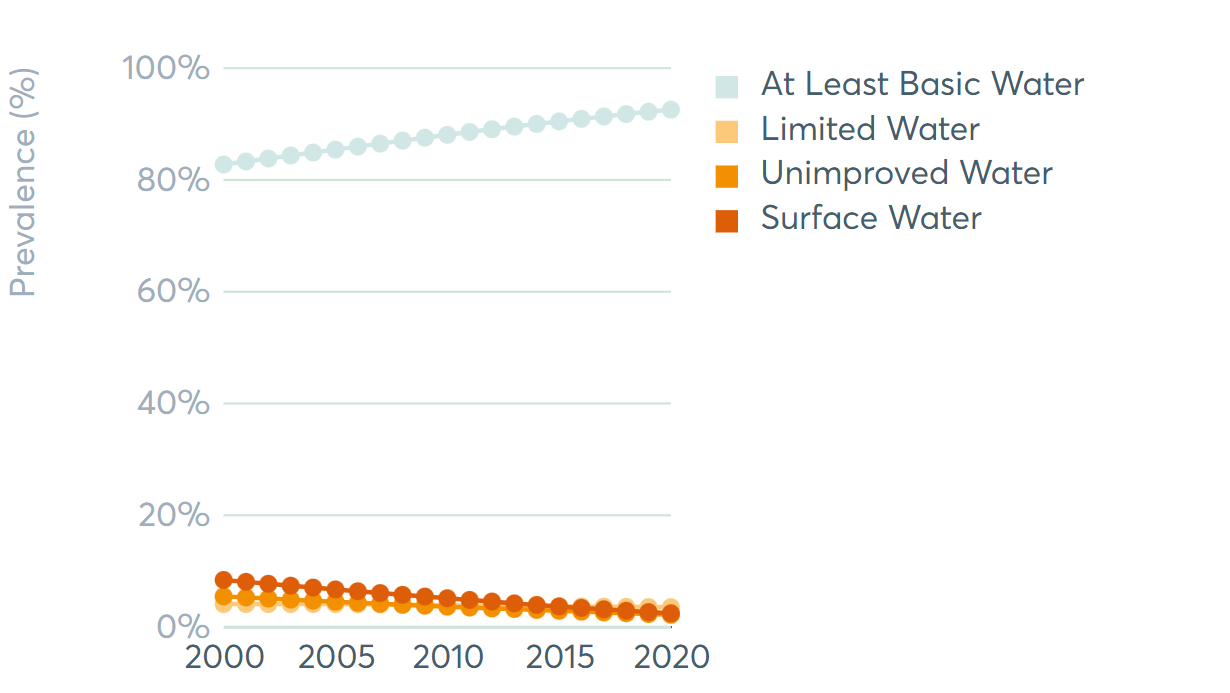 Prevalence (%)
100%
80%
60%
40%
20%
0%
2000 2005 2010 2015 2020
At Least Basic Water
Limited Water
Unimproved Water
Surface Water